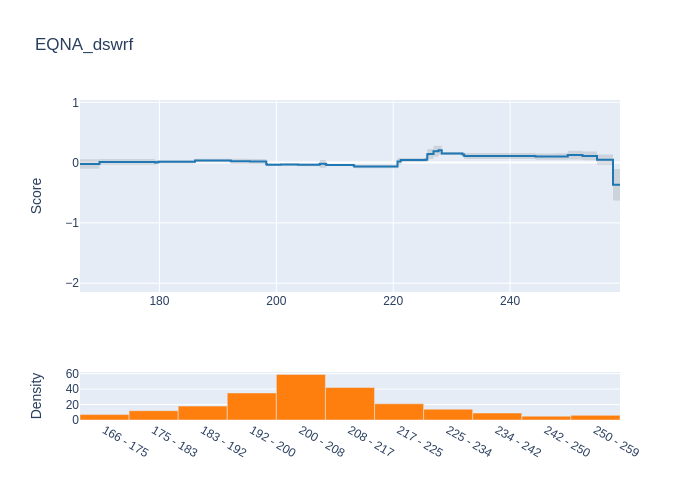 EQNA_dswrf
1
0
−1
−2
Score
180
200
220
240
60
40
20
0
Density
166 - 175
175 - 183
183 - 192
192 - 200
200 - 208
208 - 217
217 - 225
225 - 234
234 - 242
242 - 250
250 - 259